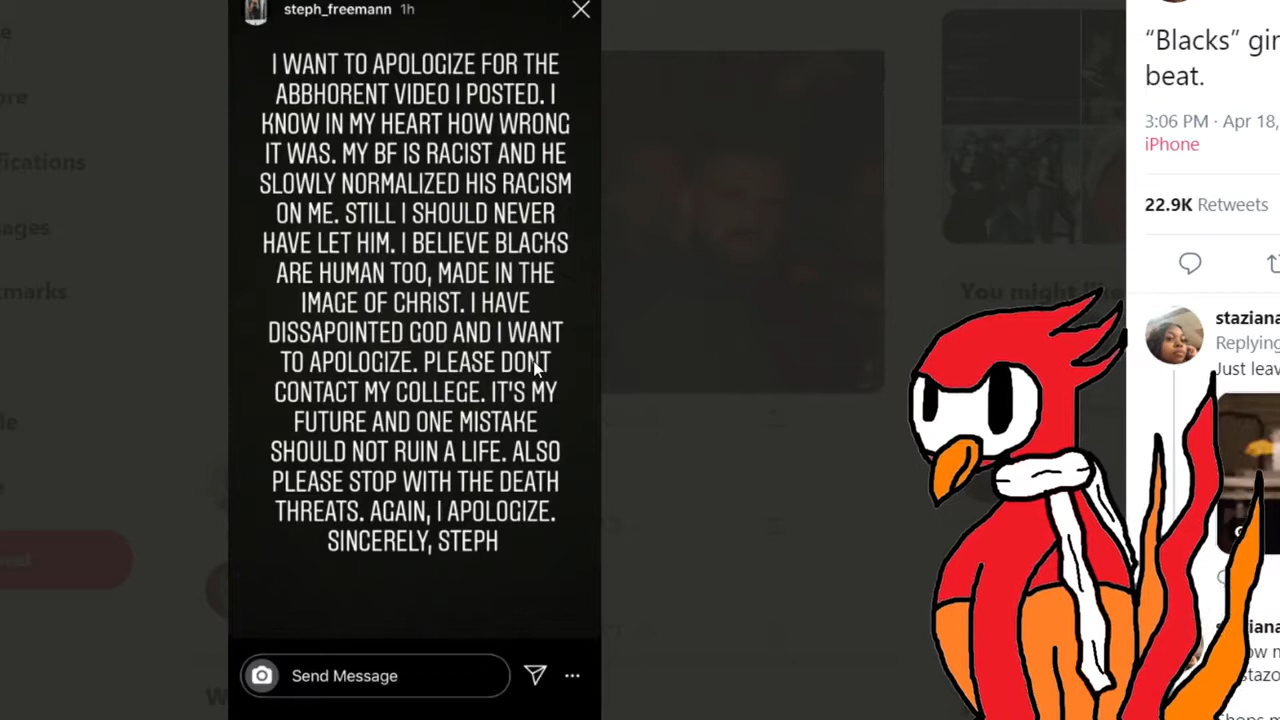 steph_freemann 1h
I WANT TO APOLOGIZE FOR THE
ABBHORENT VIDEO I POSTED. I
KNOW IN MY HEART HOW WRONG
IT WAS. MY BF IS RACIST AND HE
SLOWLY NORMALIZED HIS RACISM
ON ME. STILL I SHOULD NEVER
HAVE LET HIM. I BELIEVE BLACKS
ARE HUMAN TOO, MADE IN THE
IMAGE OF CHRIST. I HAVE
DISSAPOINTED GOD AND I WANT
TO APOLOGIZE. PLEASE DONT
CONTACT MY COLLEGE. IT'S MY
FUTURE AND ONE MISTAKE
SHOULD NOT RUIN A LIFE. ALSO
PLEASE STOP WITH THE DEATH
THREATS. AGAIN, I APOLOGIZE.
SINCERELY, STEPH
Send Message
You might like
"Blacks" gir
beat.
3:06 PM · Apr 18,
iPhone
22.9K Retweets
staziana
Replying
Just leav